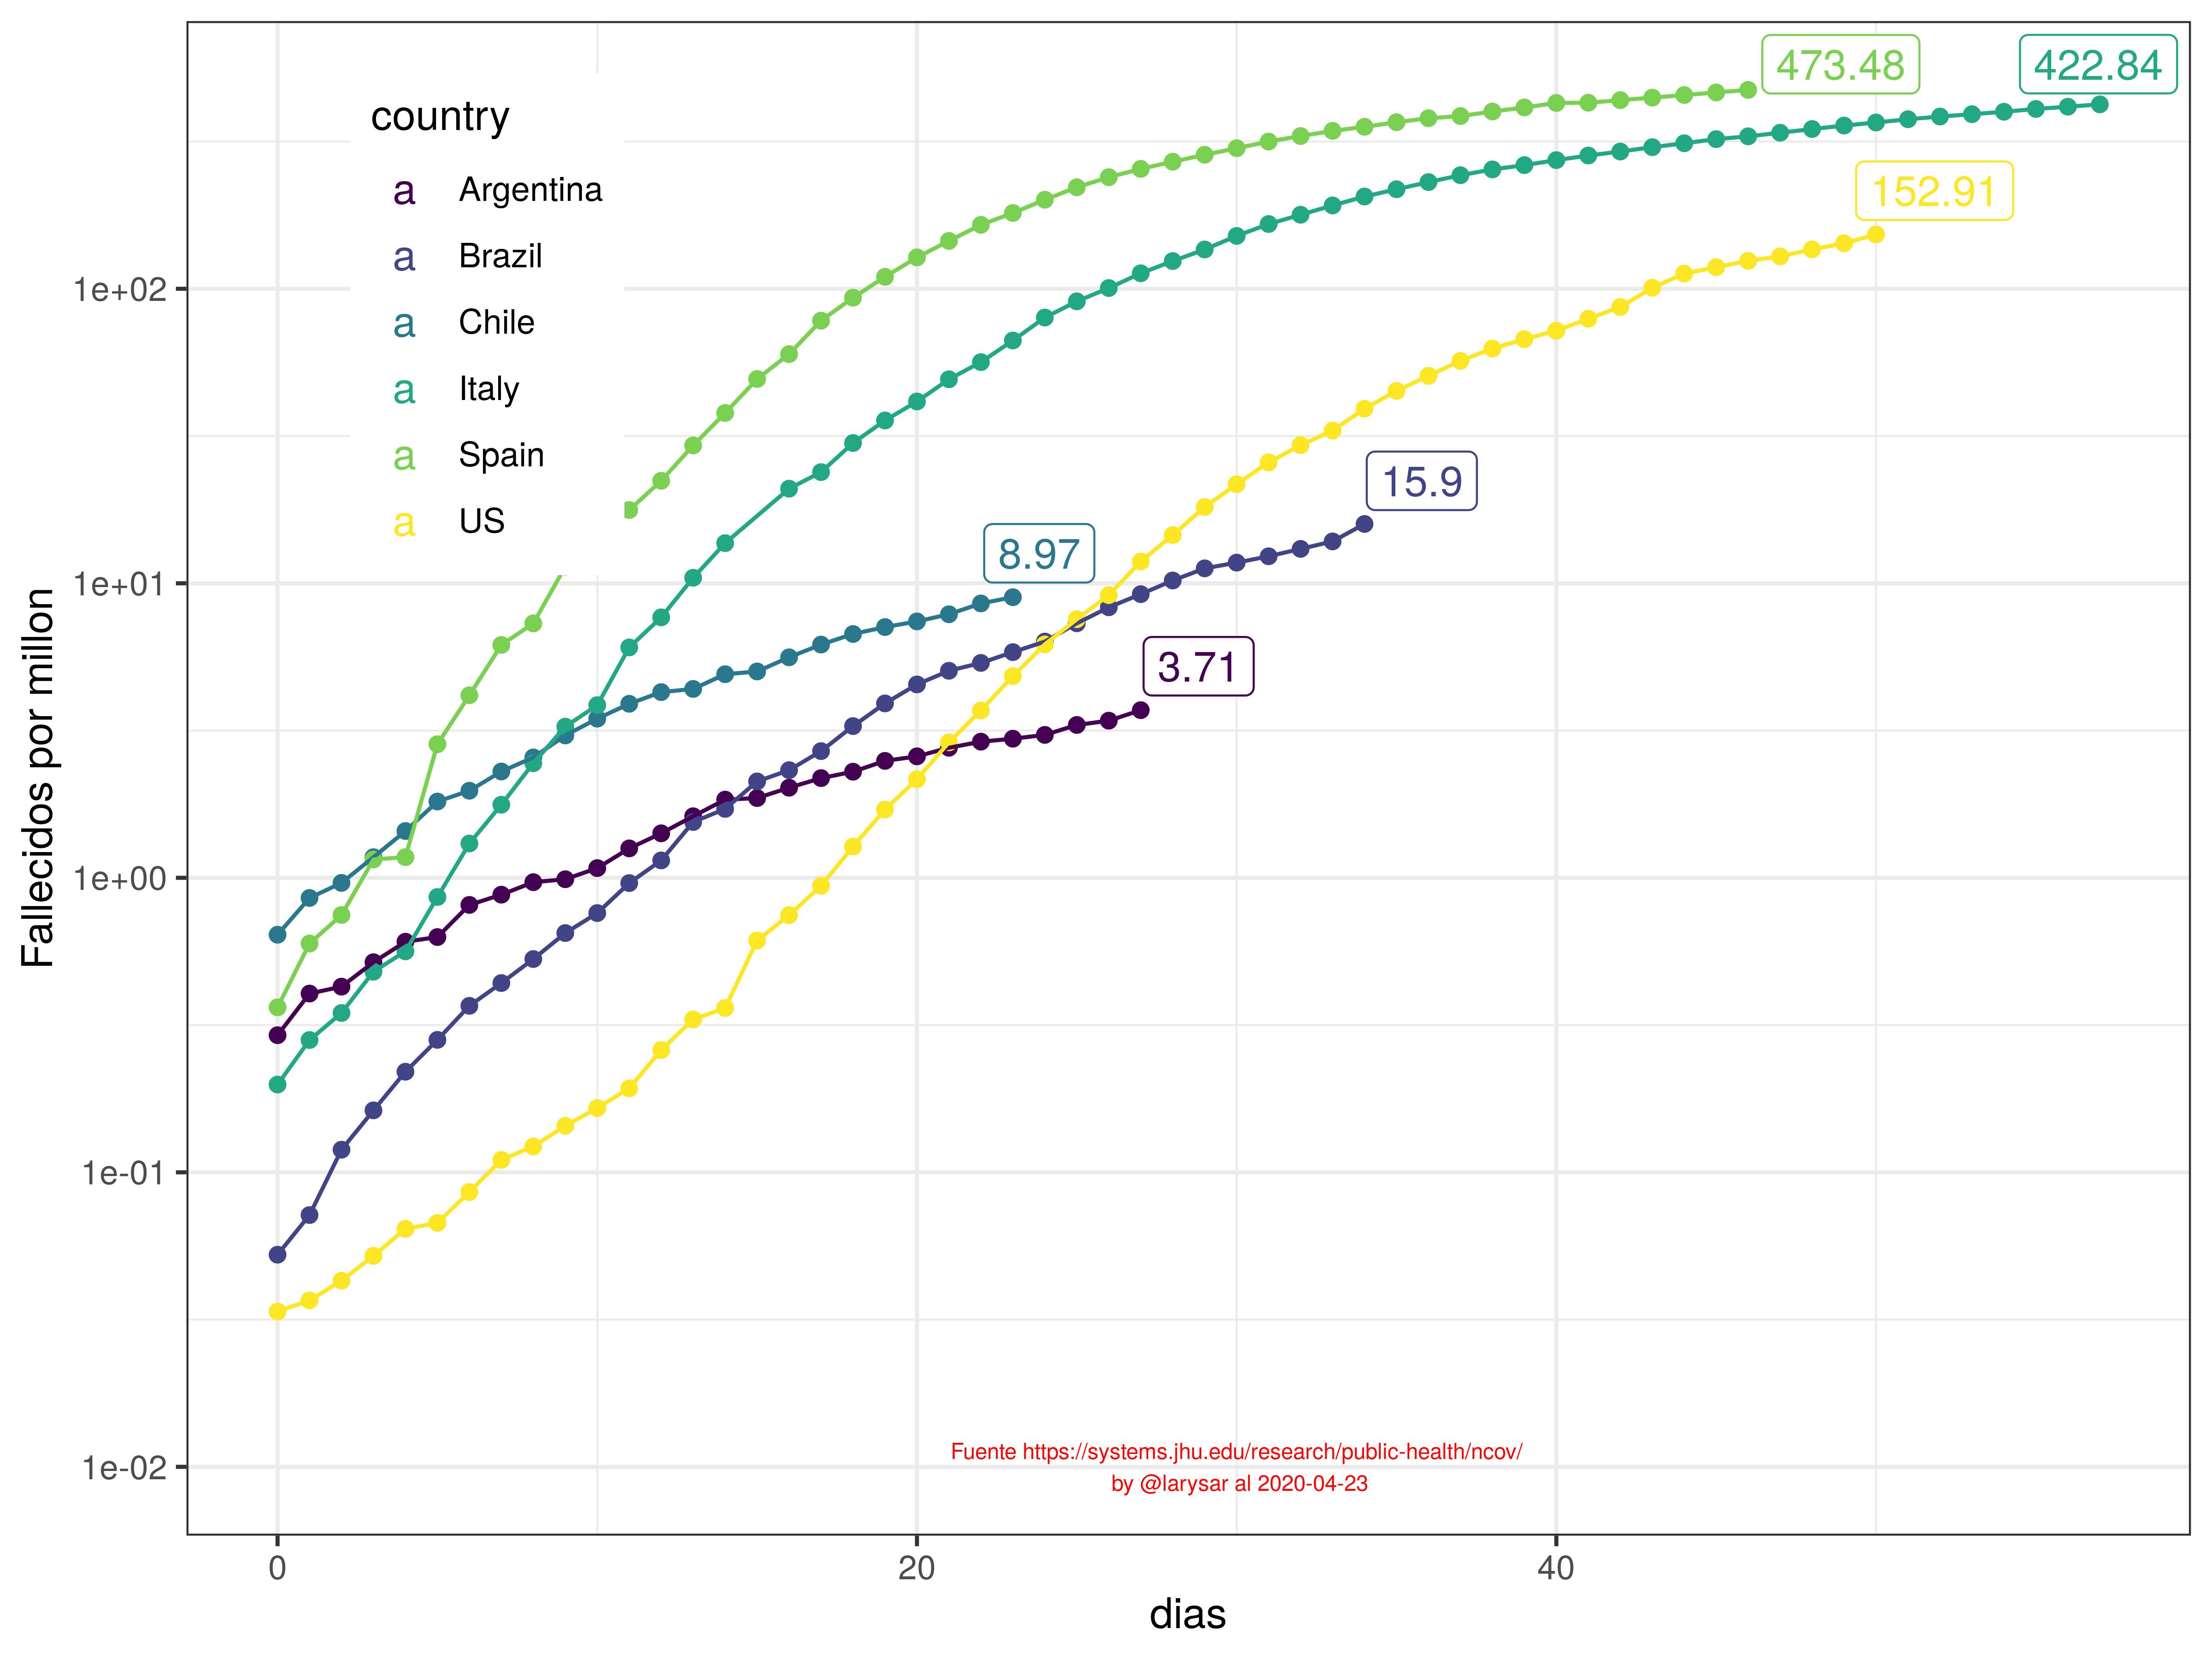 473.48
422.84
country
a Argentina
a Brazil
a Chile
a Italy
a Spain
a US
152.91
15.9
8.97
3.71
1e+02
1e+01
1e+00
1e-01
1e-02
Fallecidos por millon
Fuente https://systems.jhu.edu/research/public-health/ncov/
by @larysar al 2020-04-23
0 20 40
dias